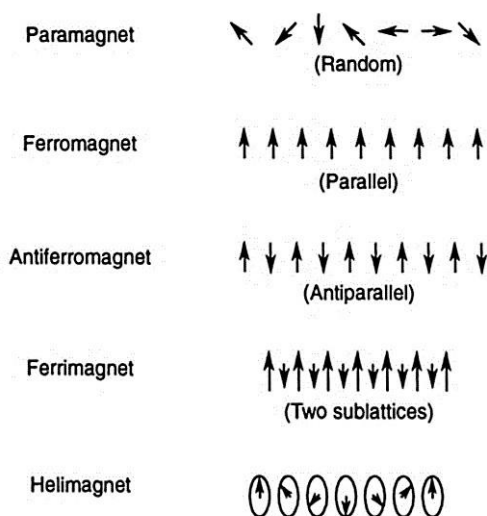 Paramagnet
(Random)
Ferromagnet
(Parallel)
Antiferromagnet
(Antiparallel)
Ferrimagnet
(Two sublattices)
Helimagnet